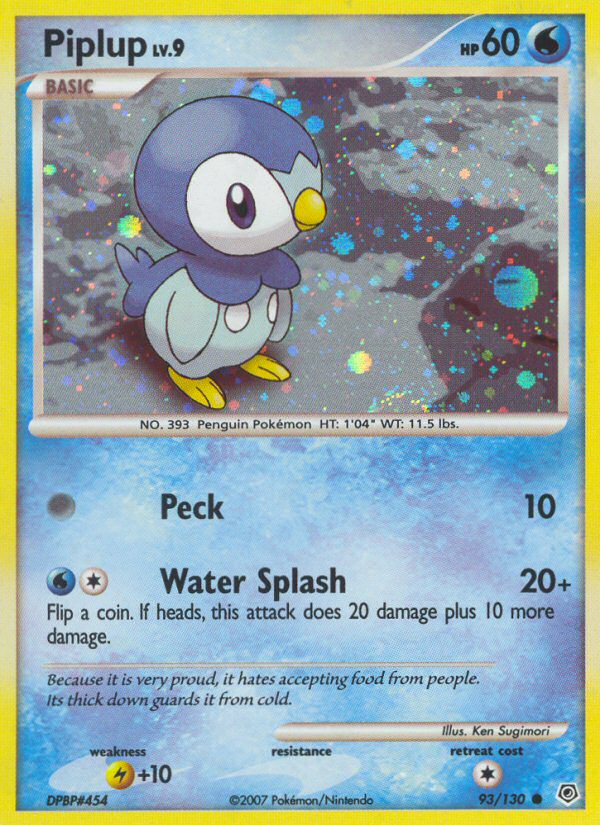 Piplup LV.9 HP 60
BASIC
NO. 393 Penguin Pokémon HT: 1'04" WT: 11.5 lbs.
Peck 10
Water Splash 20+
Flip a coin. If heads, this attack does 20 damage plus 10 more
damage.
Because it is very proud, it hates accepting food from people.
Its thick down guards it from cold.
Illus. Ken Sugimori
weakness resistance retreat cost
+10
DPBP#454 ©2007 Pokémon/Nintendo 93/130